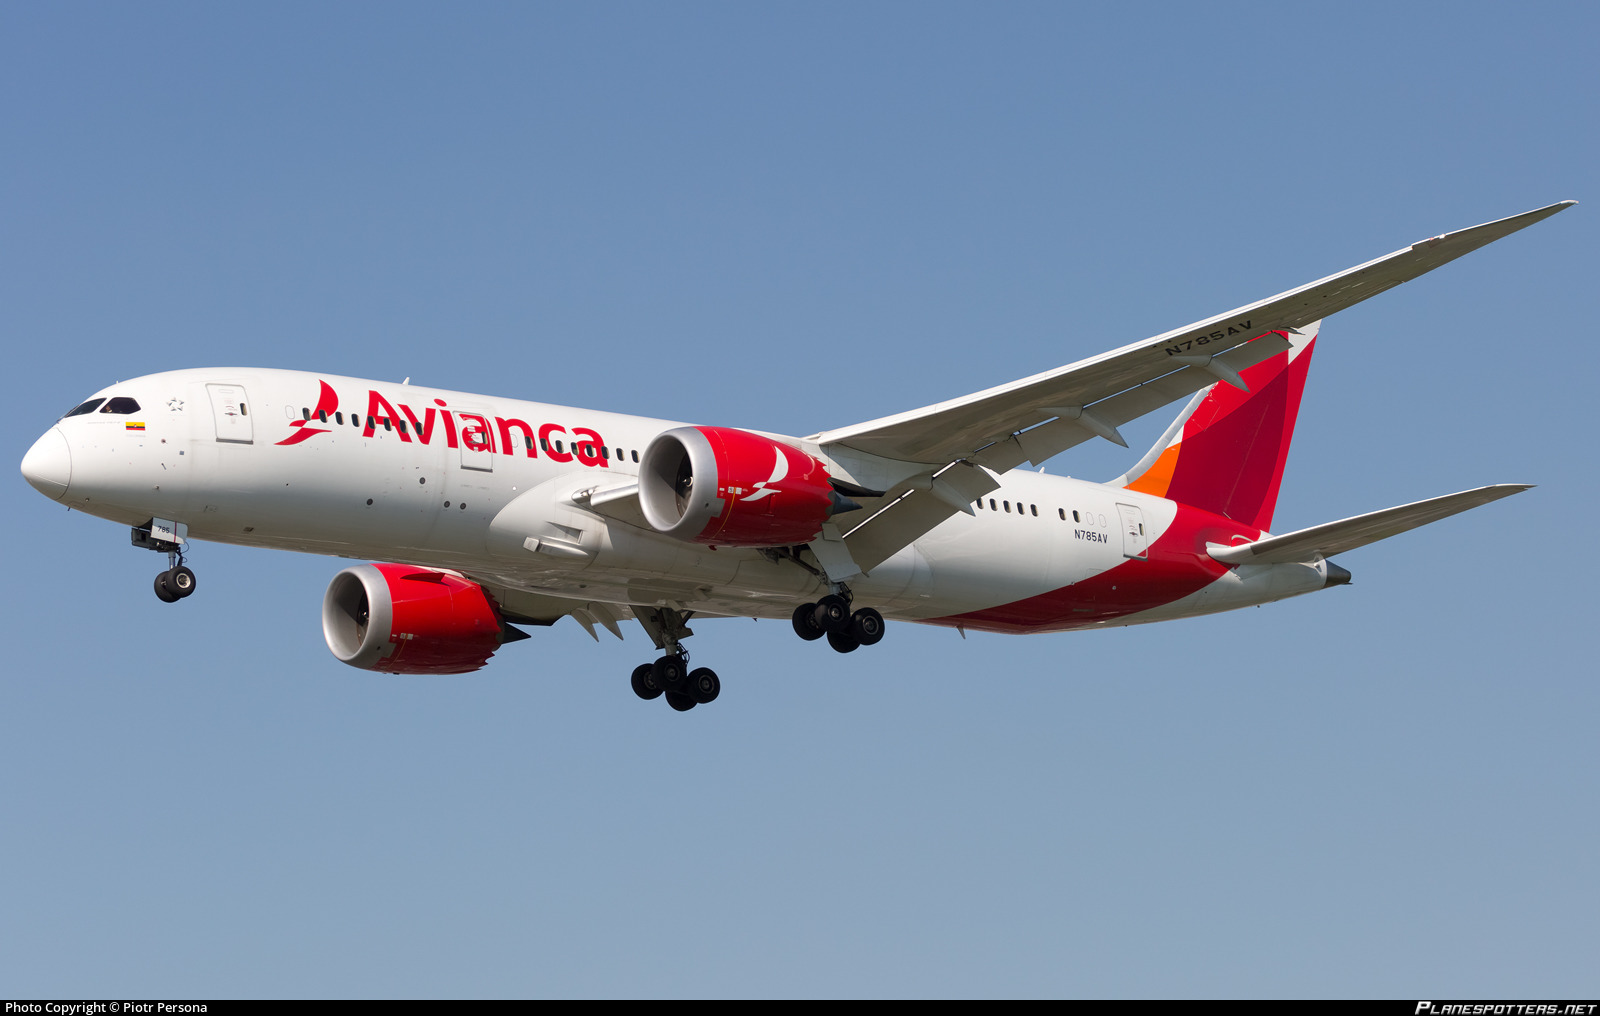 N785AV
Avianca
N785AV
785
Photo Copyright © Piotr Persona
PLANESPOTTERS.NET